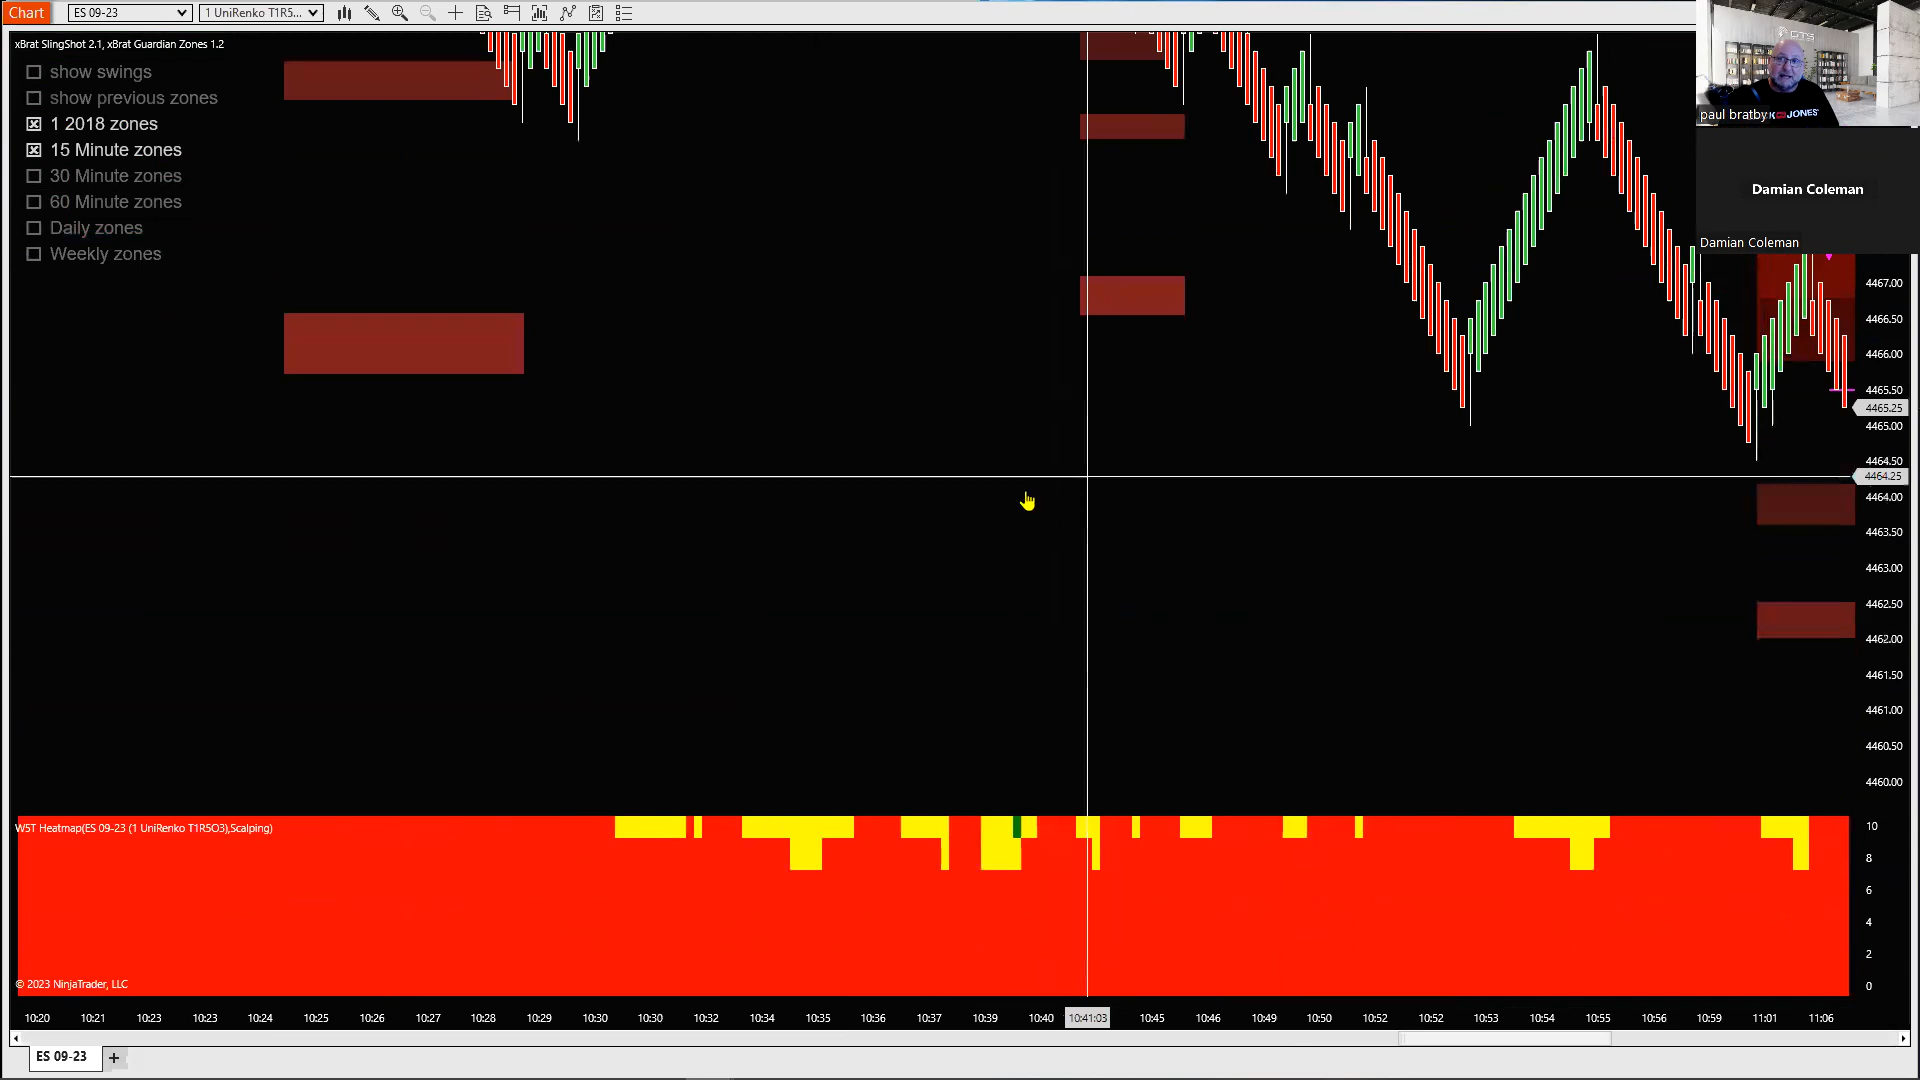 Chart
ES 09-23
1 UniRenko T1R5...
xBrat SlingShot 2.1, xBrat Guardian Zones 1.2
show swings
show previous zones
1 2018 zones
15 Minute zones
30 Minute zones
60 Minute zones
Daily zones
Weekly zones
GTS
JONES
paul bratby
Damian Coleman
Damian Coleman
4467.00
4466.50
4466.00
4465.50
4465.25
4465.00
4464.50
4464.25
4464.00
4463.50
4463.00
4462.50
4462.00
4461.50
4461.00
4460.50
4460.00
W5T Heatmap(ES 09-23 (1 UniRenko T1R5O3),Scalping)
10
8
6
4
2
0
© 2023 NinjaTrader, LLC
10:20 10:21 10:23 10:23 10:24 10:25 10:26 10:27 10:28 10:29 10:30 10:30 10:34 10:35 10:36 10:37 10:39 10:40 10:41:03 10:45 10:46 10:49 10:50 10:52 10:52 10:54 10:55 10:56 10:59 11:01 11:06
ES 09-23